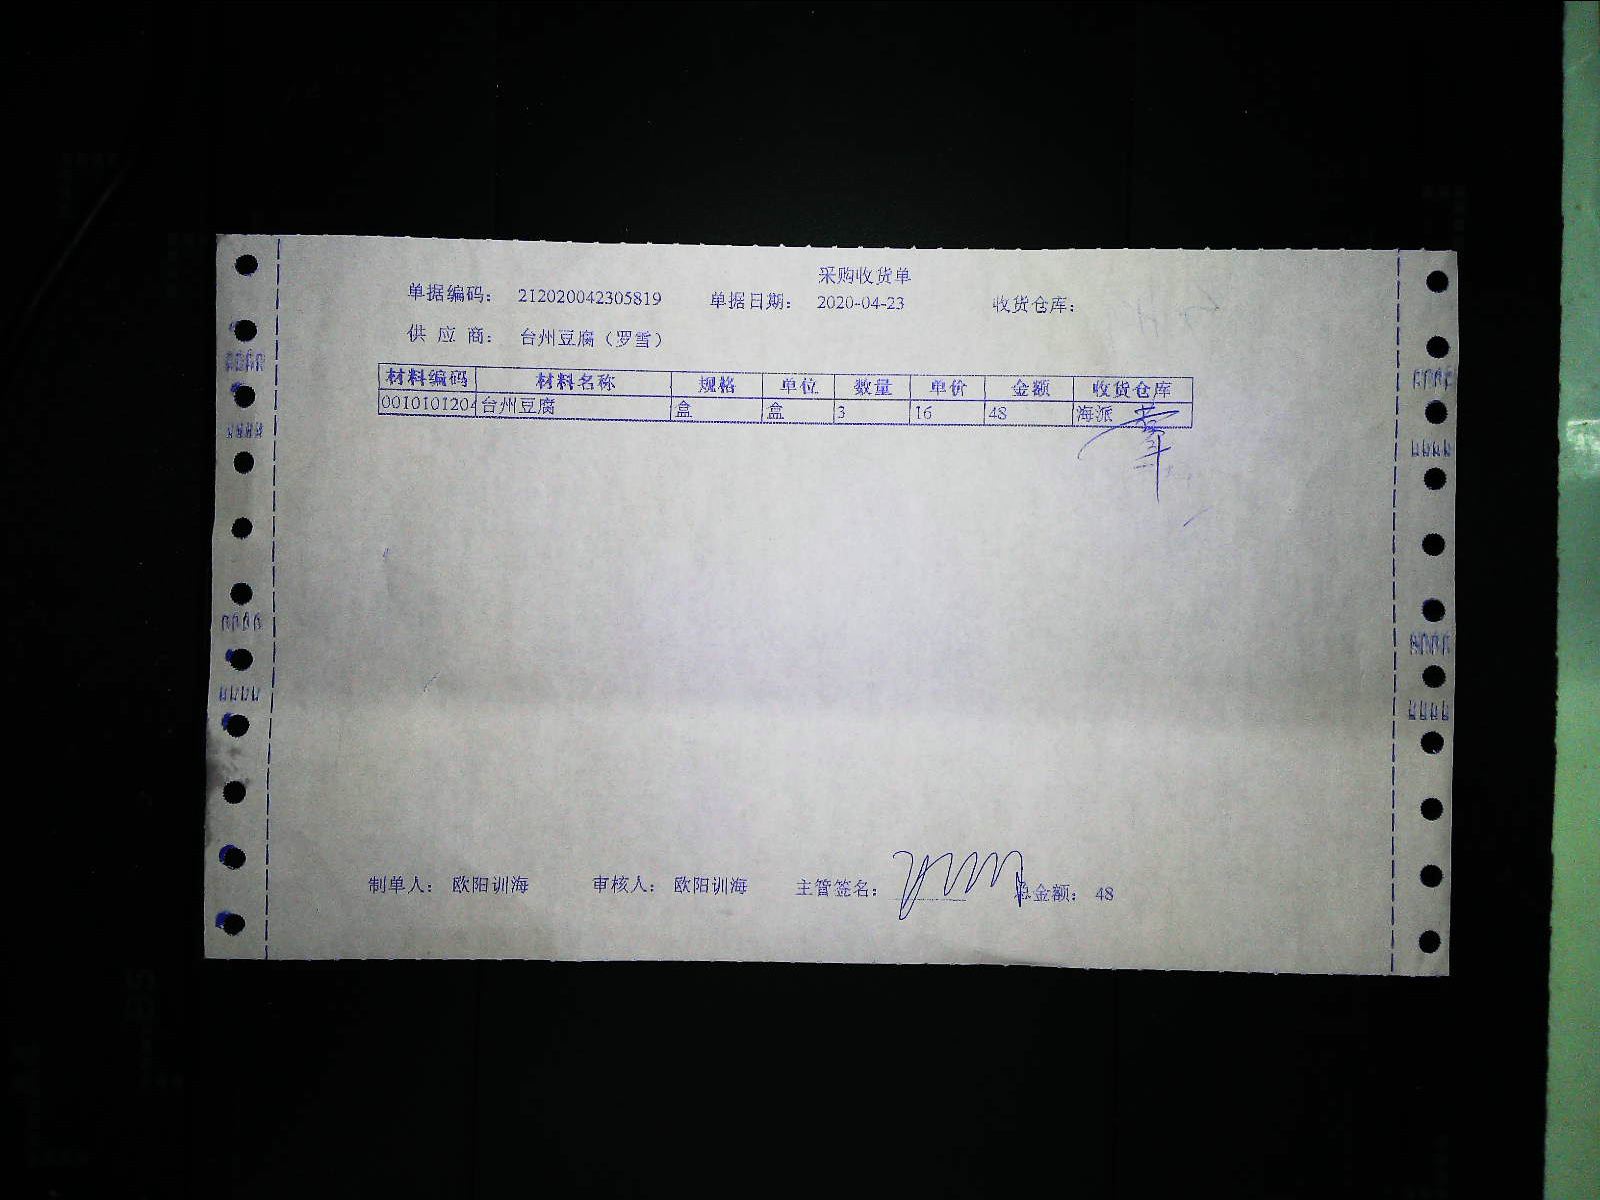 采购收货单
单据编码： 212020042305819 单据日期： 2020-04-23 收货仓库：
供 应 商： 台州豆腐（罗雪）
材料编码 材料名称 规格 单位 数量 单价 金额 收货仓库
0010101204 台州豆腐 盒 盒 3 16 48 海派
制单人： 欧阳训海 审核人： 欧阳训海 主管签名： 总金额： 48